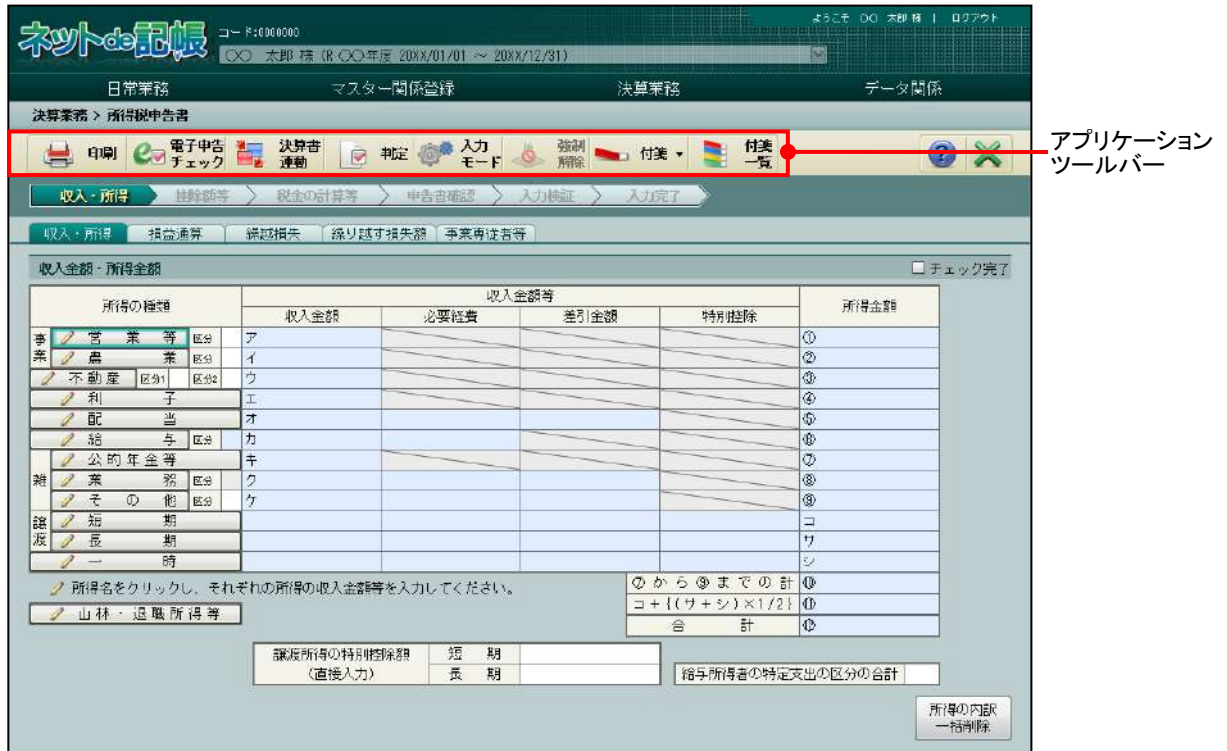 ネットde記帳
コード:0000000
ようこそ 〇〇 太郎 様 | ログアウト
〇〇 太郎 様 (R〇〇年度 20XX/01/01 ～ 20XX/12/31)
日常業務 マスター関係登録 決算業務 データ関係
決算業務 > 所得税申告書
印刷 電子申告チェック 決算書連動 判定 入力モード 強制解除 付箋 付箋一覧
アプリケーション
ツールバー
収入・所得 控除額等 税金の計算等 申告書確認 入力検証 入力完了
収入・所得 損益通算 繰越損失 繰り越す損失額 事業専従者等
収入金額・所得金額 チェック完了
所得の種類 収入金額等 所得金額
収入金額 必要経費 差引金額 特別控除
事業 営業等 区分 ア ①
農業 区分 イ ②
不動産 区分1 区分2 ウ ③
利子 エ ④
配当 オ ⑤
給与 区分 カ ⑥
雑 公的年金等 キ ⑦
業務 区分 ク ⑧
その他 区分 ケ ⑨
譲渡 短期 コ
長期 サ
一時 シ
所得名をクリックし、それぞれの所得の収入金額等を入力してください。 ⑦から⑨までの計 ⑩
山林・退職所得等 コ+{(サ+シ)×1/2} ⑪
合計 ⑫
譲渡所得の特別控除額 短期
(直接入力) 長期 給与所得者の特定支出の区分の合計
所得の内訳
一括削除